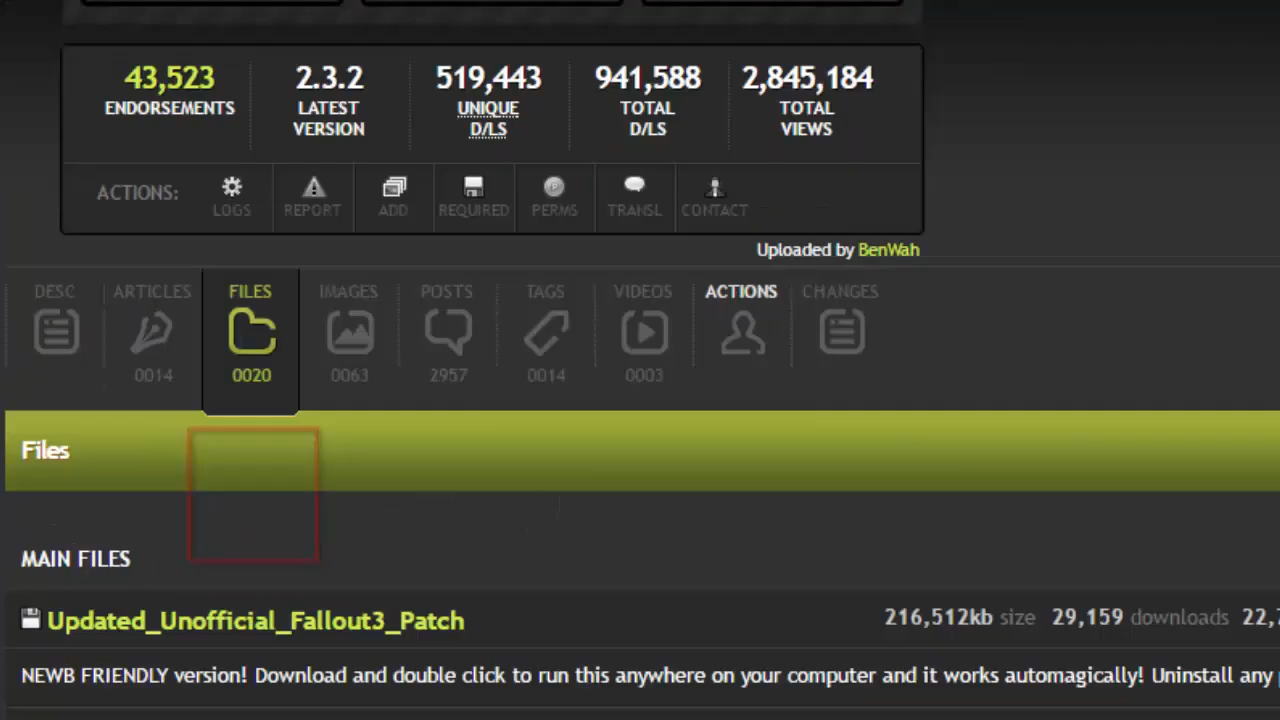 43,523 2.3.2 519,443 941,588 2,845,184
ENDORSEMENTS LATEST UNIQUE TOTAL TOTAL
VERSION D/LS D/LS VIEWS
ACTIONS: LOGS REPORT ADD REQUIRED PERMS TRANSL CONTACT
Uploaded by BenWah
DESC ARTICLES FILES IMAGES POSTS TAGS VIDEOS ACTIONS CHANGES
0014 0020 0063 2957 0014 0003
Files
MAIN FILES
Updated_Unofficial_Fallout3_Patch 216,512kb size 29,159 downloads 22,
NEWB FRIENDLY version! Download and double click to run this anywhere on your computer and it works automagically! Uninstall any